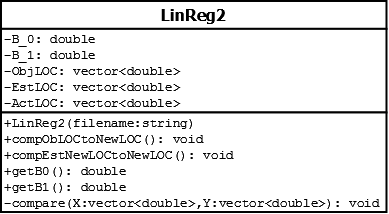 LinReg2
-B_0: double
-B_1: double
-ObjLOC: vector<double>
-EstLOC: vector<double>
-ActLOC: vector<double>
+LinReg2(filename:string)
+compObLOCtoNewLOC(): void
+compEstNewLOCtoNewLOC(): void
+getB0(): double
+getB1(): double
-compare(X:vector<double>,Y:vector<double>): void